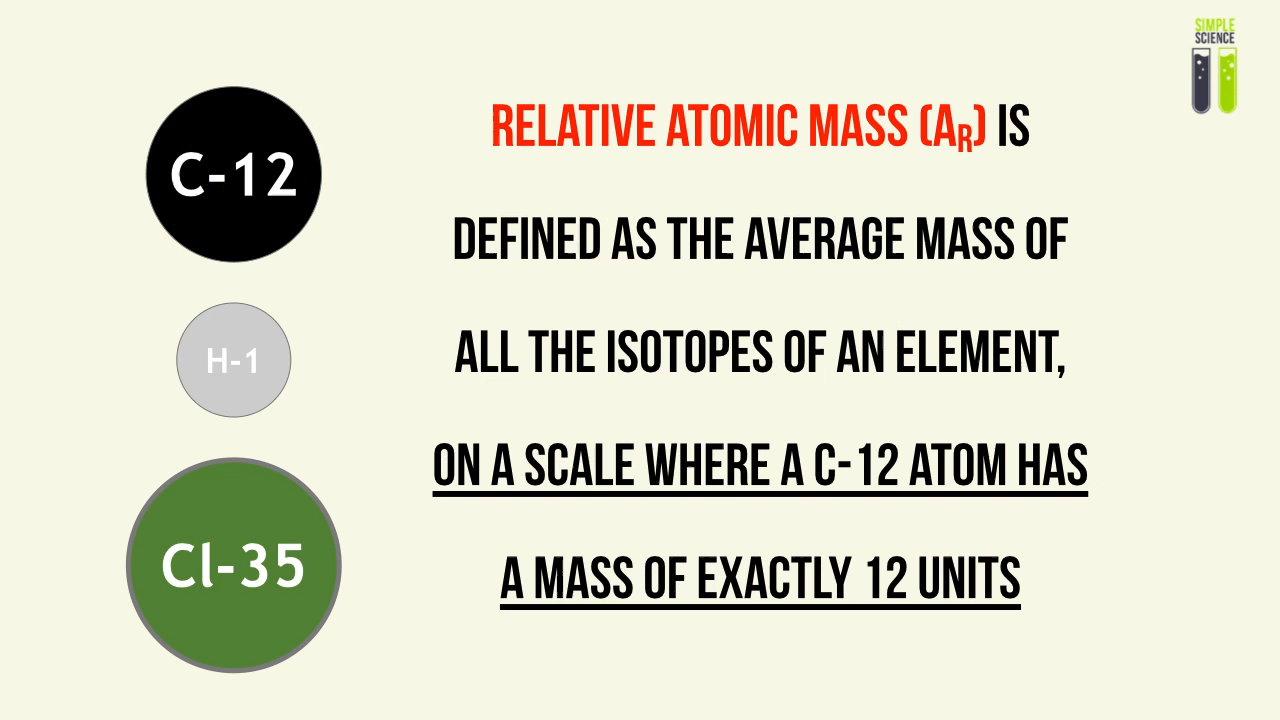 SIMPLE
SCIENCE
C-12
H-1
Cl-35
RELATIVE ATOMIC MASS (AR) IS
DEFINED AS THE AVERAGE MASS OF
ALL THE ISOTOPES OF AN ELEMENT,
ON A SCALE WHERE A C-12 ATOM HAS
A MASS OF EXACTLY 12 UNITS